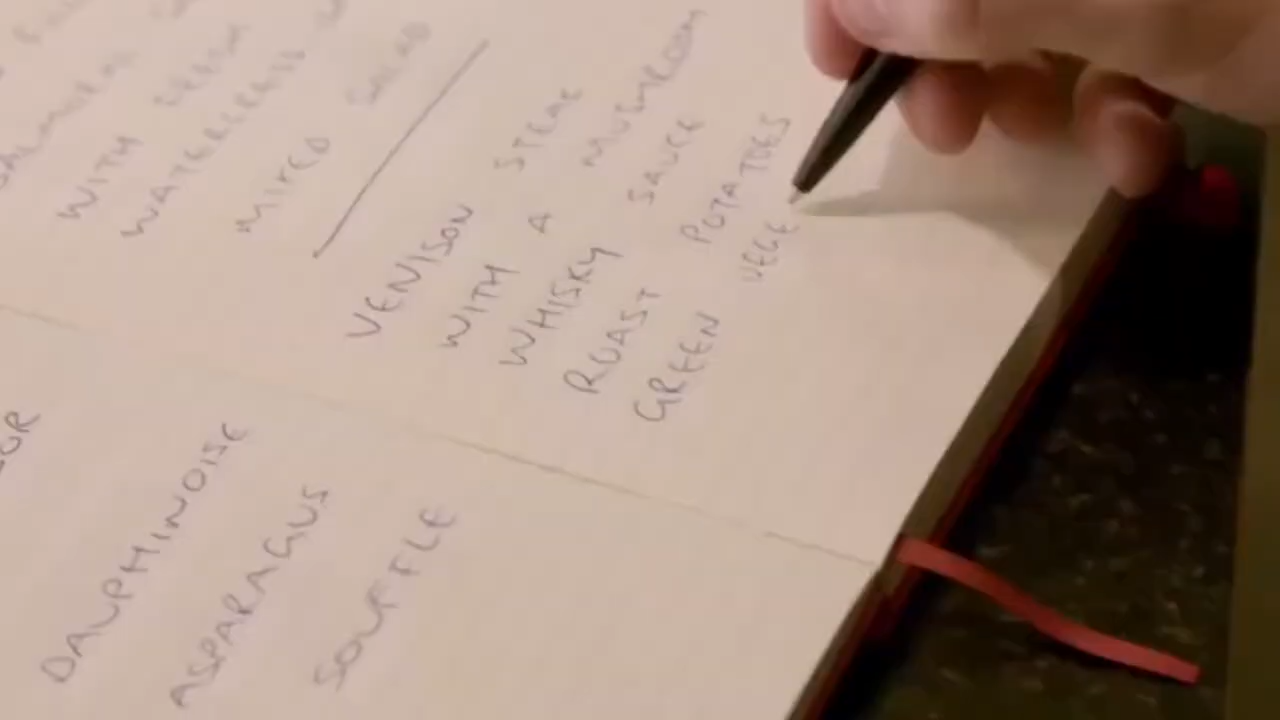 WITH
WATERCRESS
MIXED SALAD
VENISON STEAK
WITH A MUSHROOM
WHISKY SAUCE
ROAST POTATOES
GREEN VEGE
DAUPHINOISE
ASPARAGUS
SOUFFLE